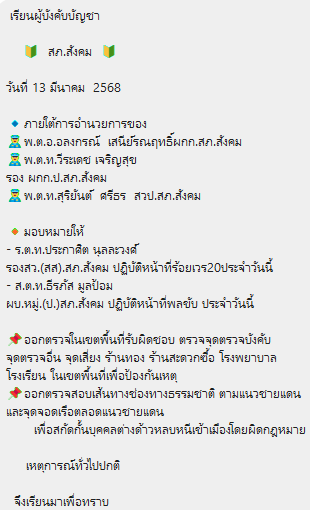 เรียนผู้บังคับบัญชา
🔰 สภ.สังคม 🔰
วันที่ 13 มีนาคม 2568
🔹ภายใต้การอำนวยการของ
👮‍♂️พ.ต.อ.อลงกรณ์ เสนีย์รณฤทธิ์ผกก.สภ.สังคม
👮‍♂️พ.ต.ท.วีระเดช เจริญสุข
รอง ผกก.ป.สภ.สังคม
👮‍♂️พ.ต.ท.สุริยันต์ ศรีธร สวป.สภ.สังคม
🔸มอบหมายให้
- ร.ต.ท.ประกาศิต นุลละวงศ์
รองสว.(สส).สภ.สังคม ปฏิบัติหน้าที่ร้อยเวร20ประจำวันนี้
- ส.ต.ท.ธีรภัส มูลป้อม
ผบ.หมู่.(ป.)สภ.สังคม ปฏิบัติหน้าที่พลขับ ประจำวันนี้
📌ออกตรวจในเขตพื้นที่รับผิดชอบ ตรวจจุดตรวจบังคับ
จุดตรวจอื่น จุดเสี่ยง ร้านทอง ร้านสะดวกซื้อ โรงพยาบาล
โรงเรียน ในเขตพื้นที่เพื่อป้องกันเหตุ
📌ออกตรวจสอบเส้นทางช่องทางธรรมชาติ ตามแนวชายแดน
และจุดจอดเรือตลอดแนวชายแดน
เพื่อสกัดกั้นบุคคลต่างด้าวหลบหนีเข้าเมืองโดยผิดกฎหมาย
เหตุการณ์ทั่วไปปกติ
จึงเรียนมาเพื่อทราบ